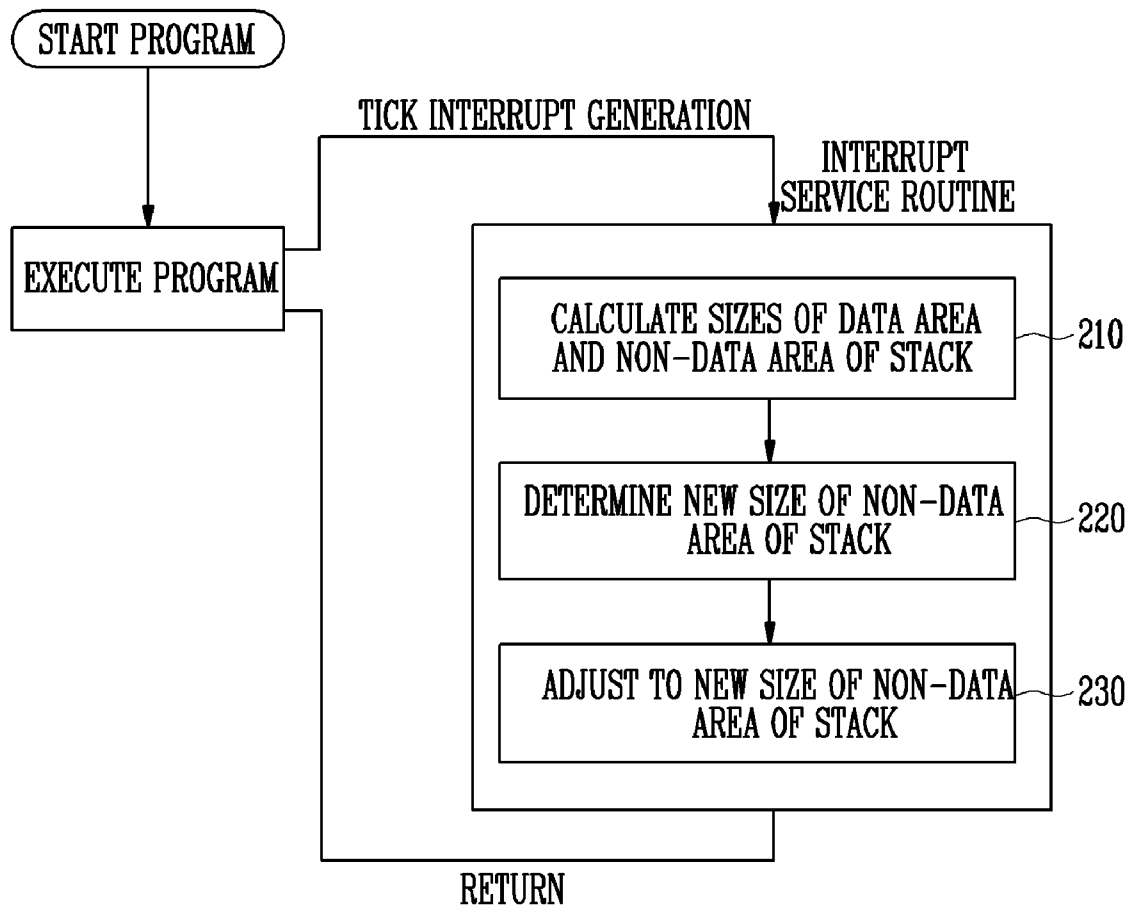 START PROGRAM
TICK INTERRUPT GENERATION
INTERRUPT
SERVICE ROUTINE
EXECUTE PROGRAM
CALCULATE SIZES OF DATA AREA
AND NON-DATA AREA OF STACK
210
DETERMINE NEW SIZE OF NON-DATA
AREA OF STACK
220
ADJUST TO NEW SIZE OF NON-DATA
AREA OF STACK
230
RETURN